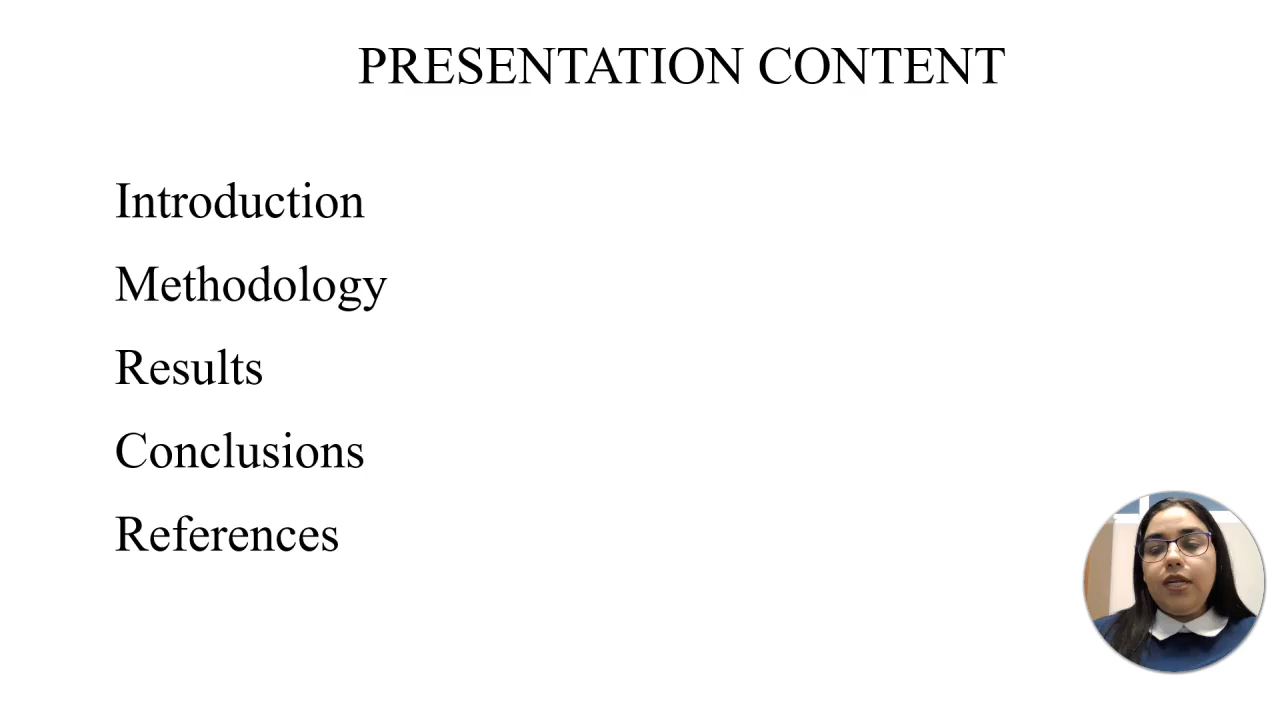 PRESENTATION CONTENT
Introduction
Methodology
Results
Conclusions
References